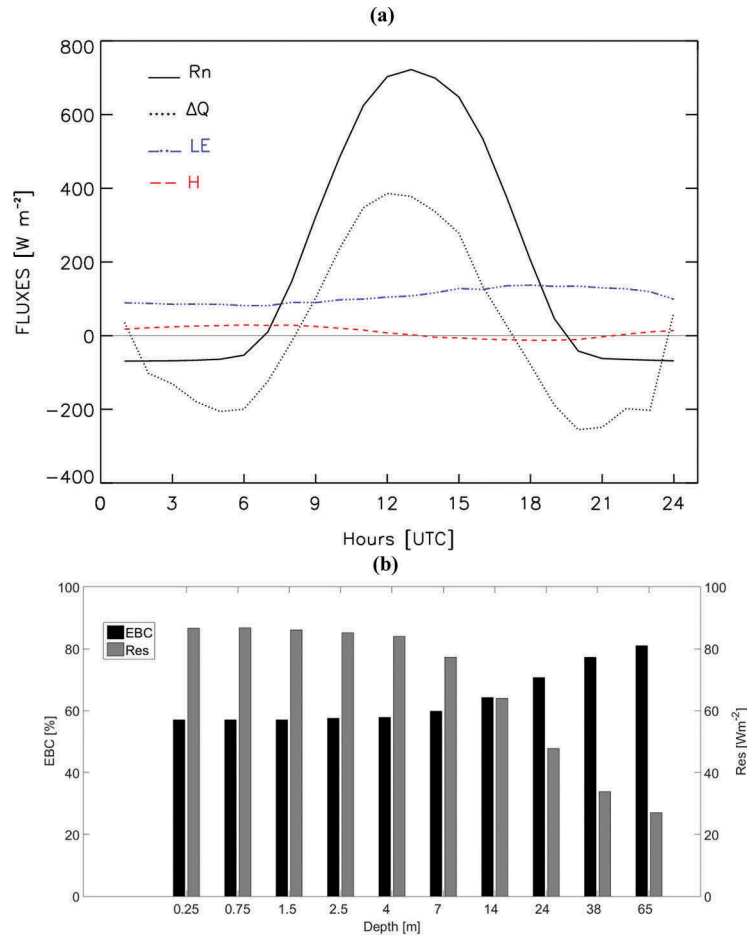 (a)
800
600
400
200
0
−200
−400
FLUXES [W m⁻²]
Rn
ΔQ
LE
H
0 3 6 9 12 15 18 21 24
Hours [UTC]
(b)
100
80
60
40
20
0
EBC [%]
EBC
Res
100
80
60
40
20
0
Res [Wm⁻²]
0.25 0.75 1.5 2.5 4 7 14 24 38 65
Depth [m]